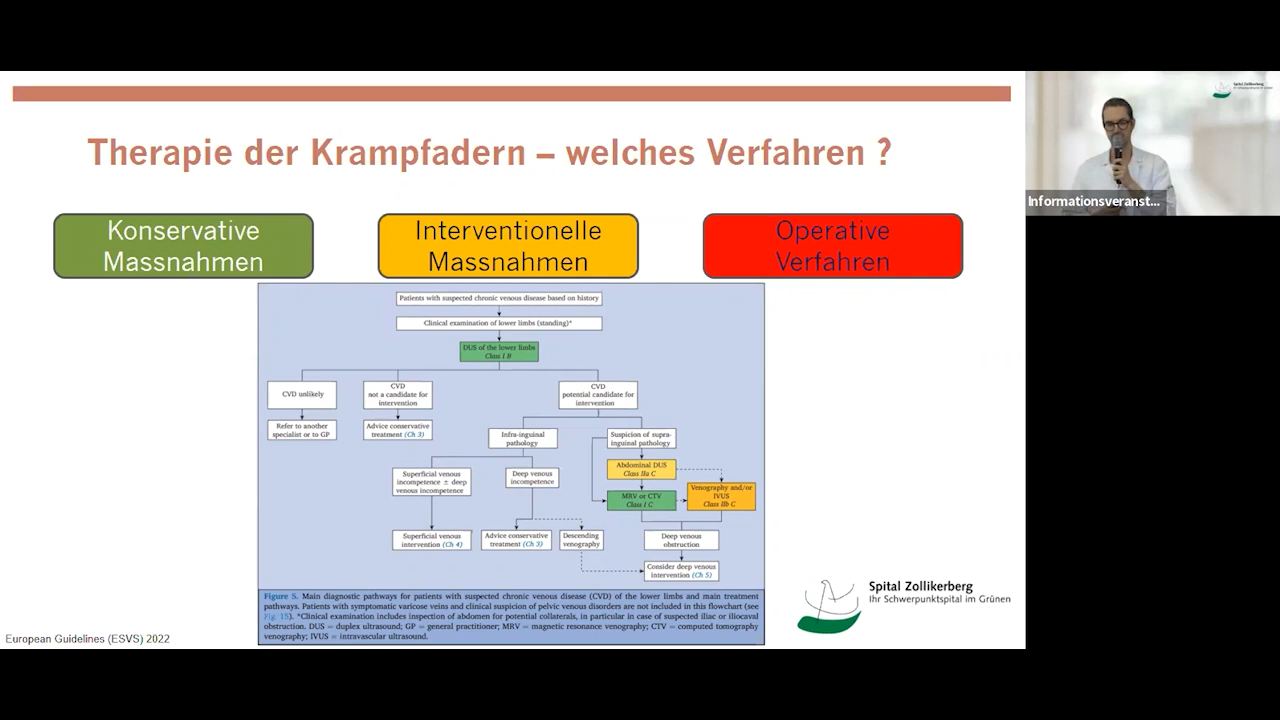 Therapie der Krampfadern – welches Verfahren ?
Konservative
Massnahmen
Interventionelle
Massnahmen
Operative
Verfahren
Patients with suspected chronic venous disease based on history
Clinical examination of lower limbs (standing)*
DUS of the lower limbs
Class I B
CVD unlikely
CVD
not a candidate for
intervention
CVD
potential candidate for
intervention
Refer to another
specialist or to GP
Advice conservative
treatment (Ch 3)
Infra-inguinal
pathology
Suspicion of supra-
inguinal pathology
Superficial venous
incompetence ± deep
venous incompetence
Deep venous
incompetence
Abdominal DUS
Class IIa C
MRV or CTV
Class I C
Venography and/or
IVUS
Class IIb C
Superficial venous
intervention (Ch 4)
Advice conservative
treatment (Ch 3)
Descending
venography
Deep venous
obstruction
Consider deep venous
intervention (Ch 5)
Figure 5. Main diagnostic pathways for patients with suspected chronic venous disease (CVD) of the lower limbs and main treatment
pathways. Patients with symptomatic varicose veins and clinical suspicion of pelvic venous disorders are not included in this flowchart (see
Fig. 15). *Clinical examination includes inspection of abdomen for potential collaterals, in particular in case of suspected iliac or iliocaval
obstruction. DUS = duplex ultrasound; GP = general practitioner; MRV = magnetic resonance venography; CTV = computed tomography
venography; IVUS = intravascular ultrasound.
European Guidelines (ESVS) 2022
Spital Zollikerberg
Ihr Schwerpunktspital im Grünen
Spital Zollikerberg
Ihr Schwerpunktspital im Grünen
Informationsveranst...